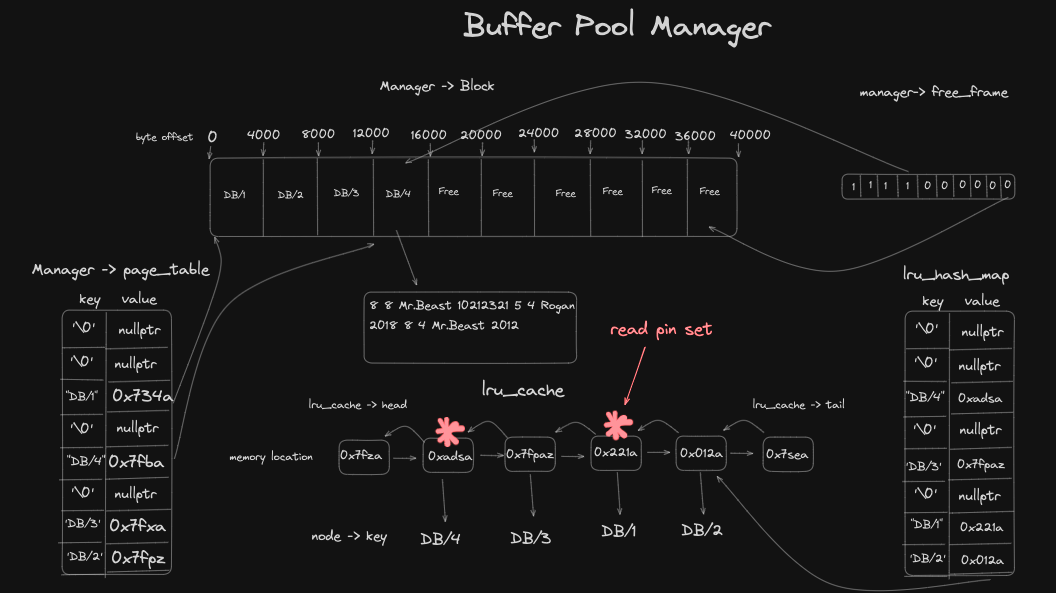 Buffer Pool Manager
Manager -> Block
manager-> free_frame
byte offset 0 4000 8000 12000 16000 20000 24000 28000 32000 36000 40000
DB/1 DB/2 DB/3 DB/4 Free Free Free Free Free Free
1 1 1 1 0 0 0 0 0 0
Manager -> page_table
key value
'\0' nullptr
'\0' nullptr
"DB/1" 0x734a
'\0' nullptr
"DB/4" 0x7fba
'\0' nullptr
'DB/3' 0x7fxa
'DB/2' 0x7fpz
8 8 Mr.Beast 10212321 5 4 Rogan
2018 8 4 Mr.Beast 2012
read pin set
lru_cache
lru_cache -> head
lru_cache -> tail
memory location 0x7fza 0xadsa 0x7fpaz 0x221a 0x012a 0x7sea
node -> key DB/4 DB/3 DB/1 DB/2
lru_hash_map
key value
'\0' nullptr
'\0' nullptr
"DB/4" 0xadsa
'\0' nullptr
'DB/3' 0x7fpaz
'\0' nullptr
"DB/1" 0x221a
'DB/2' 0x012a